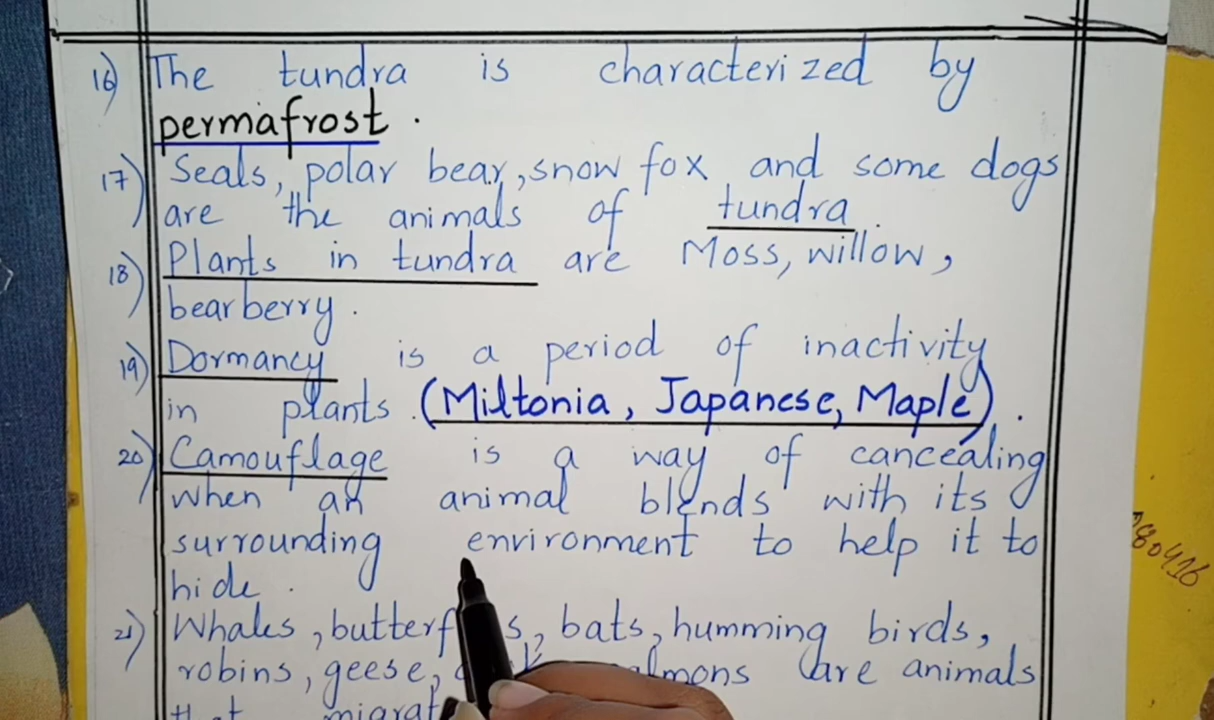 16) The tundra is characterized by
permafrost .
17) Seals, polar bear, snow fox and some dogs
are the animals of tundra .
18) Plants in tundra are Moss, willow,
bearberry .
19) Dormancy is a period of inactivity
in plants . (Miltonia, Japanese, Maple) .
20) Camouflage is a way of cancealing
when an animal blends with its
surrounding environment to help it to
hide .
21) Whales, bats, humming birds,
robins, geese, are animals
that
080416